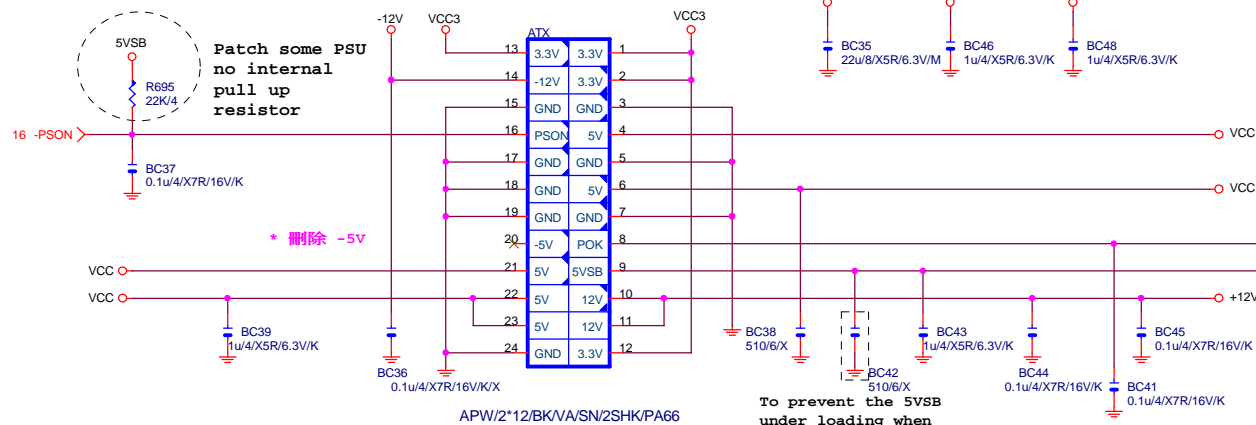 -12V
VCC3
VCC3
ATX
5VSB
R695
22K/4
Patch some PSU
no internal
pull up
resistor
16 -PSON
BC37
0.1u/4/X7R/16V/K
* 刪除 -5V
VCC
VCC
BC39
1u/4/X5R/6.3V/K
BC36
0.1u/4/X7R/16V/K/X
13 3.3V 3.3V 1
14 -12V 3.3V 2
15 GND GND 3
16 PSON 5V 4
17 GND GND 5
18 GND 5V 6
19 GND GND 7
20 -5V POK 8
21 5V 5VSB 9
22 5V 12V 10
23 5V 12V 11
24 GND 3.3V 12
APW/2*12/BK/VA/SN/2SHK/PA66
BC35
22u/8/X5R/6.3V/M
BC46
1u/4/X5R/6.3V/K
BC48
1u/4/X5R/6.3V/K
VCC
VCC
+12V
BC38
510/6/X
BC42
510/6/X
BC43
1u/4/X5R/6.3V/K
BC44
0.1u/4/X7R/16V/K
BC45
0.1u/4/X7R/16V/K
BC41
0.1u/4/X7R/16V/K
To prevent the 5VSB
under loading when